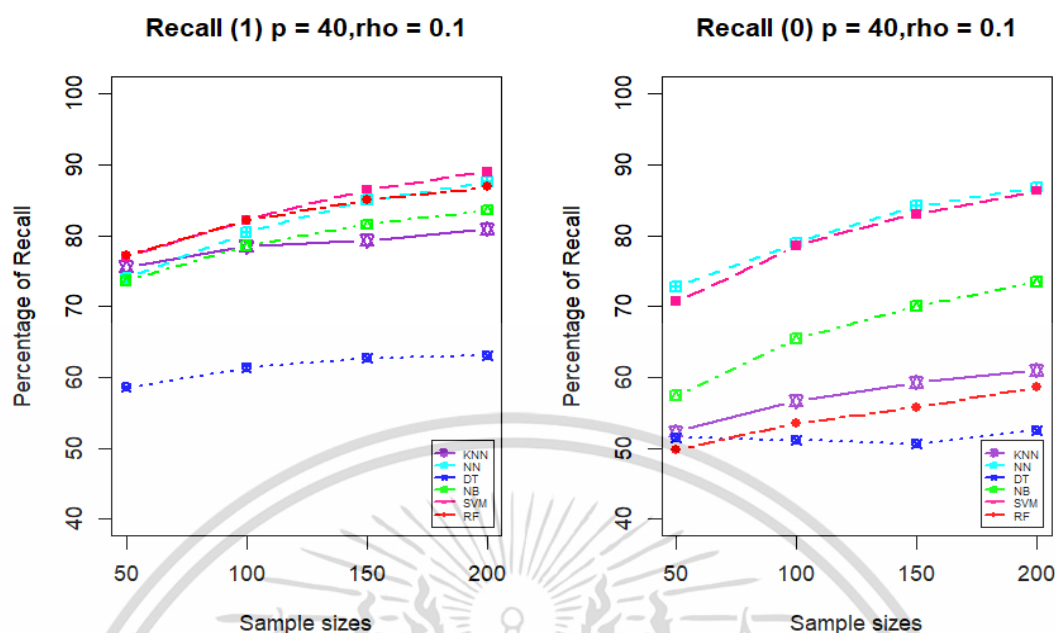 Recall (1) p = 40,rho = 0.1
Percentage of Recall
100
90
80
70
60
50
40
KNN
NN
DT
NB
SVM
RF
50 100 150 200
Sample sizes
Recall (0) p = 40,rho = 0.1
Percentage of Recall
100
90
80
70
60
50
40
KNN
NN
DT
NB
SVM
RF
50 100 150 200
Sample sizes